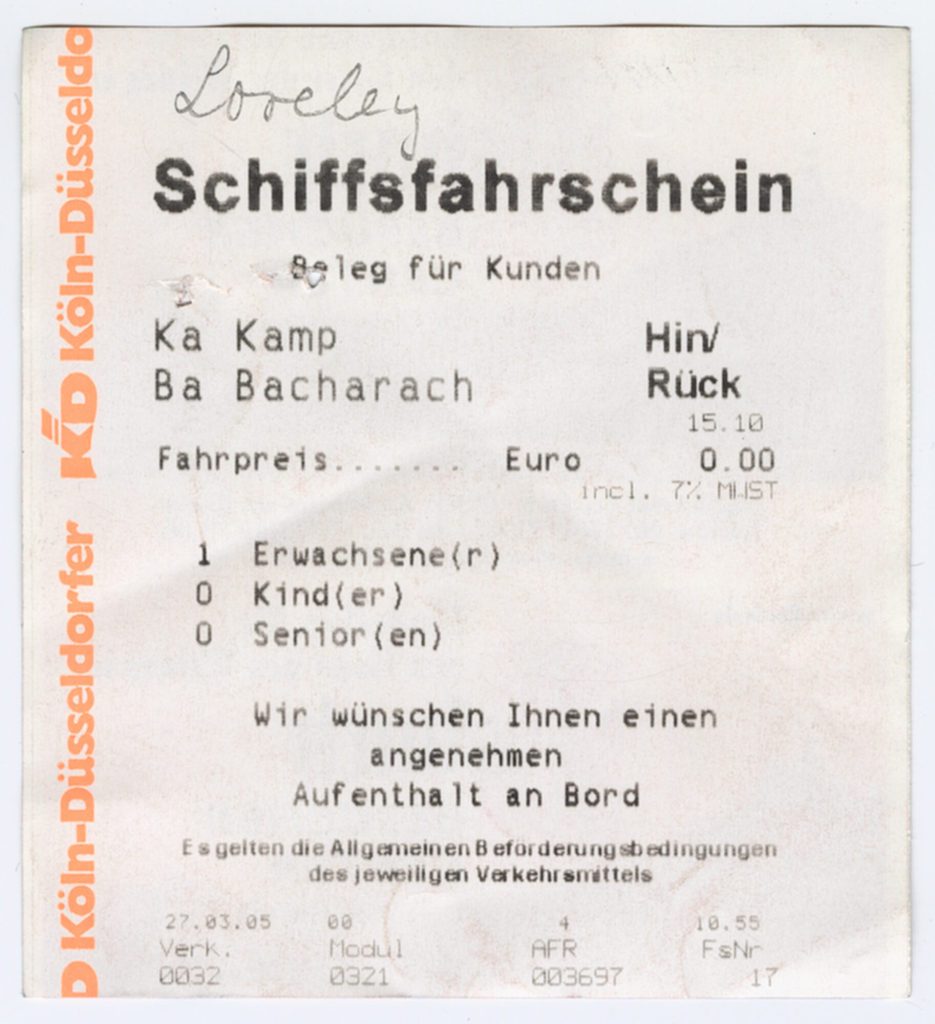 Loreley
Schiffsfahrschein
Beleg für Kunden
Ka Kamp Hin/
Ba Bacharach Rück
15.10
Fahrpreis....... Euro 0.00
incl. 7% MWST
1 Erwachsene(r)
0 Kind(er)
0 Senior(en)
Wir wünschen Ihnen einen
angenehmen
Aufenthalt an Bord
Es gelten die Allgemeinen Beförderungsbedingungen
des jeweiligen Verkehrsmittels
27.03.05 00 4 10.55
Verk. Modul AFR FsNr
0032 0321 003697 17
D Köln-Düsseldorfer KD Köln-Düsseldo